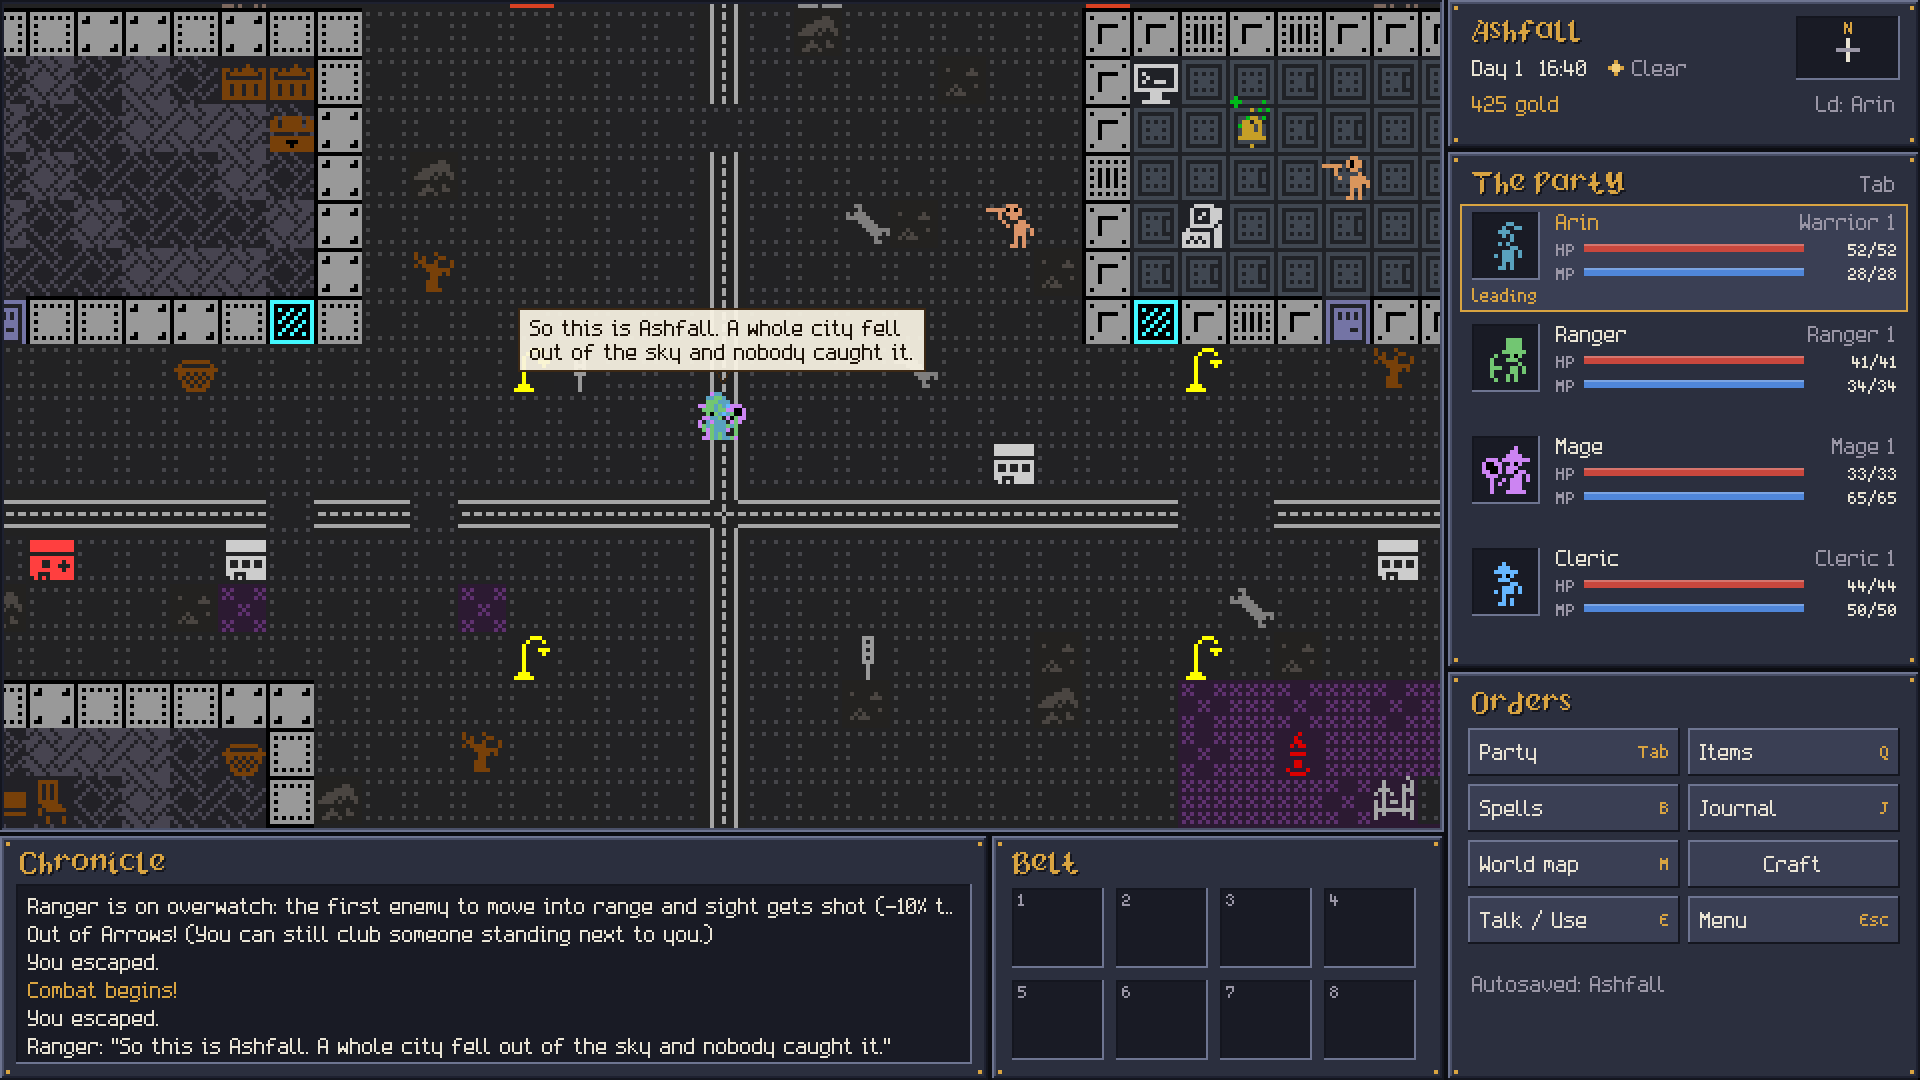 Ashfall
N
Day 1 16:40 Clear
425 gold
Ld: Arin
The Party
Tab
Arin
Warrior 1
HP
52/52
MP
28/28
leading
Ranger
Ranger 1
HP
41/41
MP
34/34
Mage
Mage 1
HP
33/33
MP
65/65
Cleric
Cleric 1
HP
44/44
MP
50/50
So this is Ashfall. A whole city fell
out of the sky and nobody caught it.
Orders
Party Tab
Items Q
Spells B
Journal J
World map M
Craft
Talk / Use E
Menu Esc
Autosaved: Ashfall
Chronicle
Ranger is on overwatch: the first enemy to move into range and sight gets shot (-10% t..
Out of Arrows! (You can still club someone standing next to you.)
You escaped.
Combat begins!
You escaped.
Ranger: "So this is Ashfall. A whole city fell out of the sky and nobody caught it."
Belt
1 2 3 4
5 6 7 8